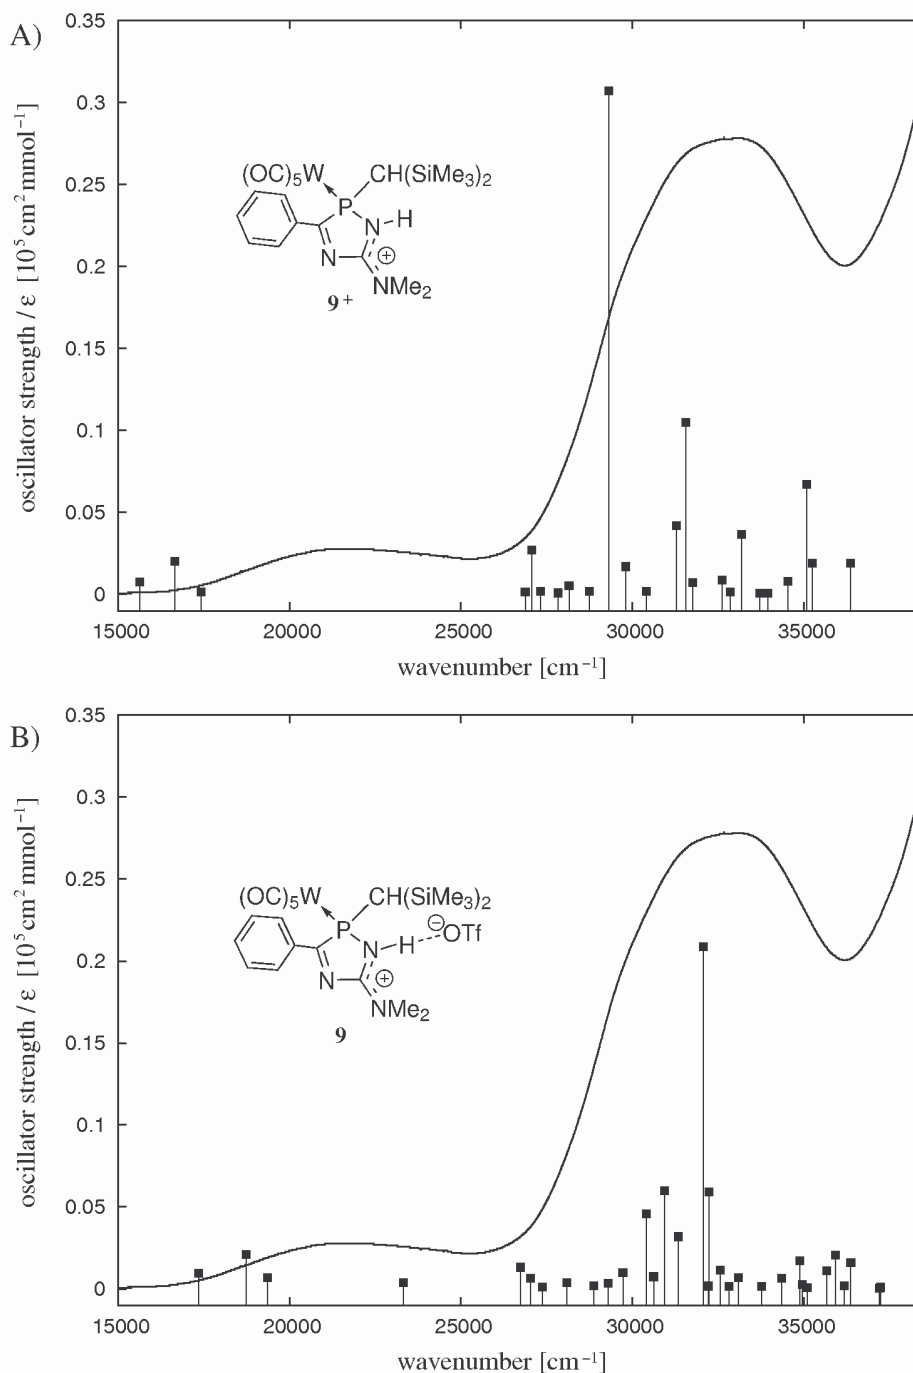 A)
0.35
0.3
0.25
0.2
0.15
0.1
0.05
0
oscillator strength / ε [10⁵ cm² mmol⁻¹]
(OC)₅W
CH(SiMe₃)₂
P
N-H
N
⊕
NMe₂
9⁺
15000 20000 25000 30000 35000
wavenumber [cm⁻¹]
B)
0.35
0.3
0.25
0.2
0.15
0.1
0.05
0
oscillator strength / ε [10⁵ cm² mmol⁻¹]
(OC)₅W
CH(SiMe₃)₂
P
⊖
N-H---OTf
N
⊕
NMe₂
9
15000 20000 25000 30000 35000
wavenumber [cm⁻¹]